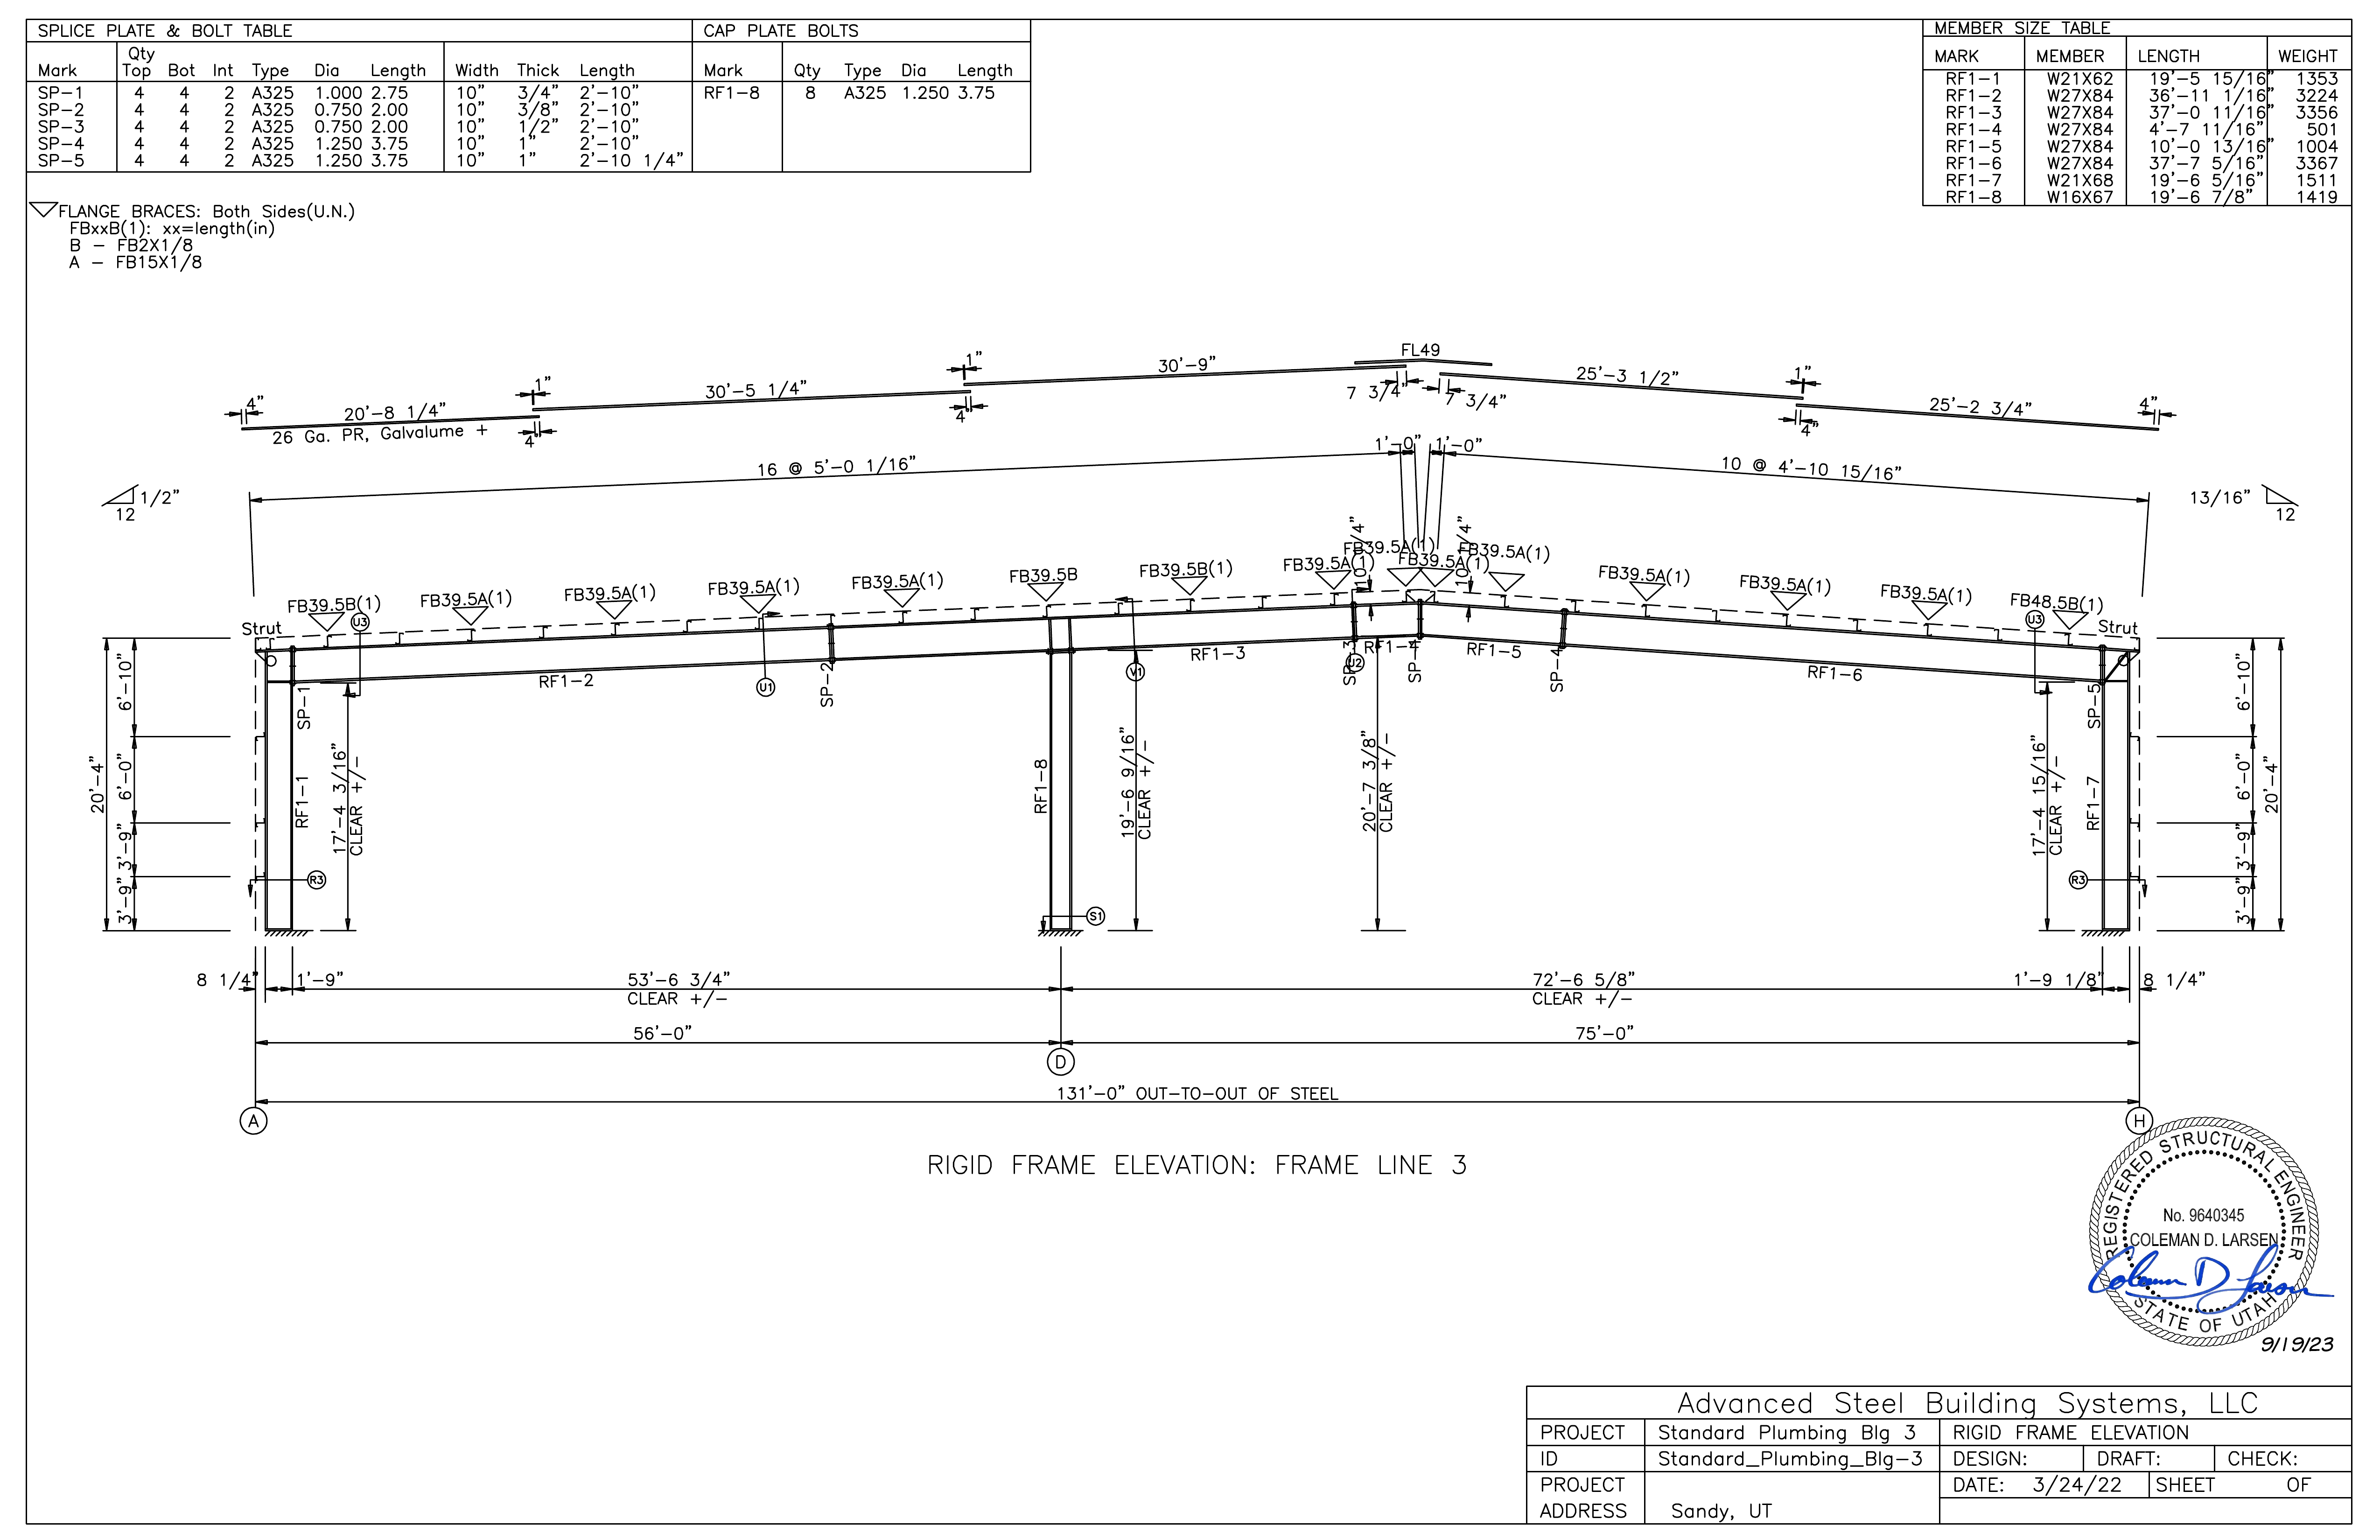 SPLICE PLATE & BOLT TABLE
CAP PLATE BOLTS
Qty
Mark Top Bot Int Type Dia Length Width Thick Length
SP-1 4 4 2 A325 1.000 2.75 10" 3/4" 2'-10"
SP-2 4 4 2 A325 0.750 2.00 10" 3/8" 2'-10"
SP-3 4 4 2 A325 0.750 2.00 10" 1/2" 2'-10"
SP-4 4 4 2 A325 1.250 3.75 10" 1" 2'-10"
SP-5 4 4 2 A325 1.250 3.75 10" 1" 2'-10 1/4"
Mark Qty Type Dia Length
RF1-8 8 A325 1.250 3.75
MEMBER SIZE TABLE
MARK MEMBER LENGTH WEIGHT
RF1-1 W21X62 19'-5 15/16" 1353
RF1-2 W27X84 36'-11 1/16" 3224
RF1-3 W27X84 37'-0 11/16" 3356
RF1-4 W27X84 4'-7 11/16" 501
RF1-5 W27X84 10'-0 13/16" 1004
RF1-6 W27X84 37'-7 5/16" 3367
RF1-7 W21X68 19'-6 5/16" 1511
RF1-8 W16X67 19'-6 7/8" 1419
FLANGE BRACES: Both Sides(U.N.)
FBxxB(1): xx=length(in)
B - FB2X1/8
A - FB15X1/8
4"
20'-8 1/4"
26 Ga. PR, Galvalume +
1"
4"
30'-5 1/4"
1"
4"
30'-9"
FL49
7 3/4"
7 3/4"
25'-3 1/2"
1"
4"
25'-2 3/4"
4"
16 @ 5'-0 1/16"
1'-0"
1'-0"
10 @ 4'-10 15/16"
1/2"
12
13/16"
12
10 1/4"
10 1/4"
Strut
FB39.5B(1)
FB39.5A(1)
FB39.5A(1)
FB39.5A(1)
FB39.5A(1)
FB39.5B
FB39.5B(1)
FB39.5A(1)
FB39.5A(1)
FB39.5A(1)
FB39.5A(1)
FB39.5A(1)
FB39.5A(1)
FB39.5A(1)
FB48.5B(1)
Strut
U3
U1
V1
U2
U3
R3
S1
R3
SP-1
SP-2
SP-3
SP-4
SP-4
SP-5
RF1-1
RF1-2
RF1-3
RF1-4
RF1-5
RF1-6
RF1-7
RF1-8
20'-4"
6'-10"
6'-0"
3'-9"
3'-9"
17'-4 3/16"
CLEAR +/-
19'-6 9/16"
CLEAR +/-
20'-7 3/8"
CLEAR +/-
17'-4 15/16"
CLEAR +/-
6'-10"
6'-0"
3'-9"
3'-9"
20'-4"
8 1/4"
1'-9"
53'-6 3/4"
CLEAR +/-
72'-6 5/8"
CLEAR +/-
1'-9 1/8"
8 1/4"
56'-0"
75'-0"
D
131'-0" OUT-TO-OUT OF STEEL
A
H
RIGID FRAME ELEVATION: FRAME LINE 3
REGISTERED STRUCTURAL ENGINEER
No. 9640345
COLEMAN D. LARSEN
Coleman D Larsen
STATE OF UTAH
9/19/23
Advanced Steel Building Systems, LLC
PROJECT Standard Plumbing Blg 3 RIGID FRAME ELEVATION
ID Standard_Plumbing_Blg-3 DESIGN: DRAFT: CHECK:
PROJECT DATE: 3/24/22 SHEET OF
ADDRESS Sandy, UT